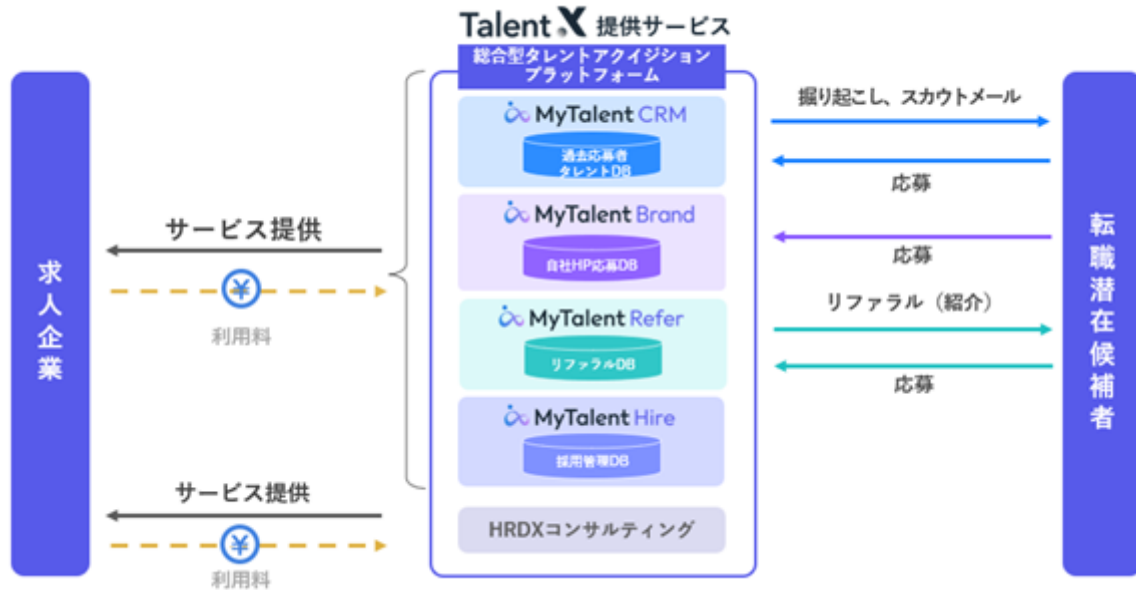 TalentX 提供サービス
総合型タレントアクイジション
プラットフォーム
求人企業
サービス提供
¥
利用料
サービス提供
¥
利用料
MyTalent CRM
過去応募者
タレントDB
MyTalent Brand
自社HP応募DB
MyTalent Refer
リファラルDB
MyTalent Hire
採用管理DB
HRDXコンサルティング
掘り起こし、スカウトメール
応募
応募
リファラル（紹介）
応募
転職潜在候補者